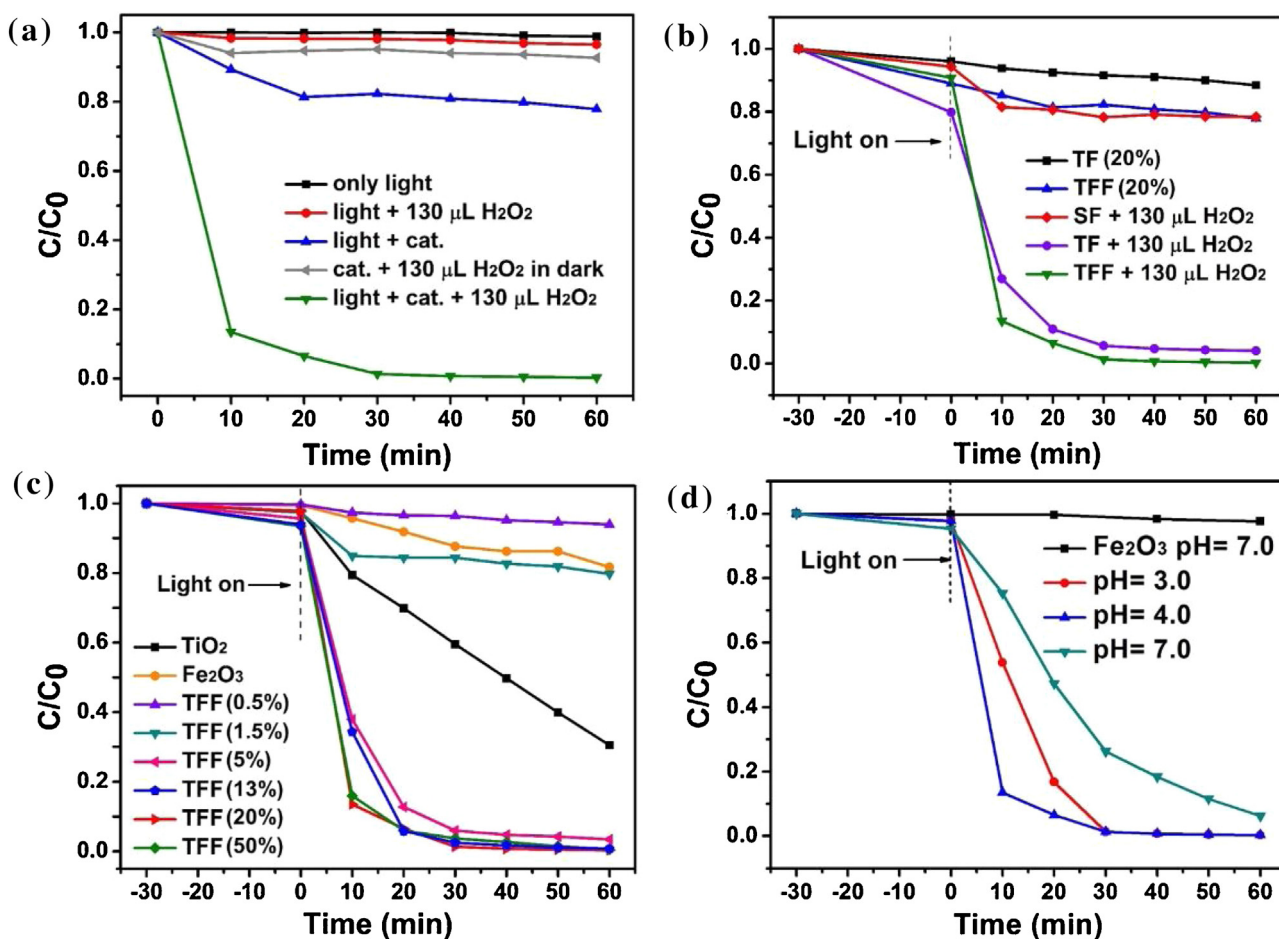 (a)
1.0
0.8
0.6
0.4
0.2
0.0
C/C0
only light
light + 130 μL H2O2
light + cat.
cat. + 130 μL H2O2 in dark
light + cat. + 130 μL H2O2
0 10 20 30 40 50 60
Time (min)
(b)
1.0
0.8
0.6
0.4
0.2
0.0
C/C0
Light on
TF (20%)
TFF (20%)
SF + 130 μL H2O2
TF + 130 μL H2O2
TFF + 130 μL H2O2
-30 -20 -10 0 10 20 30 40 50 60
Time (min)
(c)
1.0
0.8
0.6
0.4
0.2
0.0
C/C0
Light on
TiO2
Fe2O3
TFF (0.5%)
TFF (1.5%)
TFF (5%)
TFF (13%)
TFF (20%)
TFF (50%)
-30 -20 -10 0 10 20 30 40 50 60
Time (min)
(d)
1.0
0.8
0.6
0.4
0.2
0.0
C/C0
Light on
Fe2O3 pH= 7.0
pH= 3.0
pH= 4.0
pH= 7.0
-30 -20 -10 0 10 20 30 40 50 60
Time (min)